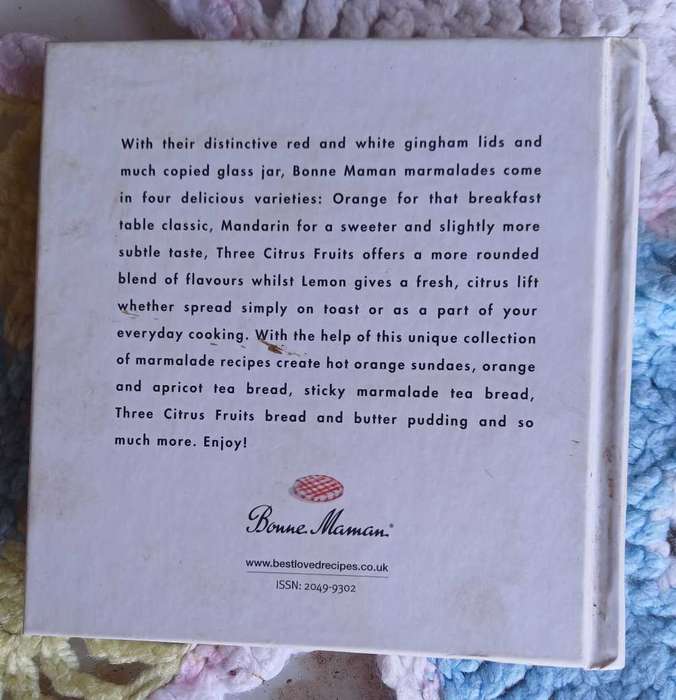 With their distinctive red and white gingham lids and
much copied glass jar, Bonne Maman marmalades come
in four delicious varieties: Orange for that breakfast
table classic, Mandarin for a sweeter and slightly more
subtle taste, Three Citrus Fruits offers a more rounded
blend of flavours whilst Lemon gives a fresh, citrus lift
whether spread simply on toast or as a part of your
everyday cooking. With the help of this unique collection
of marmalade recipes create hot orange sundaes, orange
and apricot tea bread, sticky marmalade tea bread,
Three Citrus Fruits bread and butter pudding and so
much more. Enjoy!
Bonne Maman®
www.bestlovedrecipes.co.uk
ISSN: 2049-9302